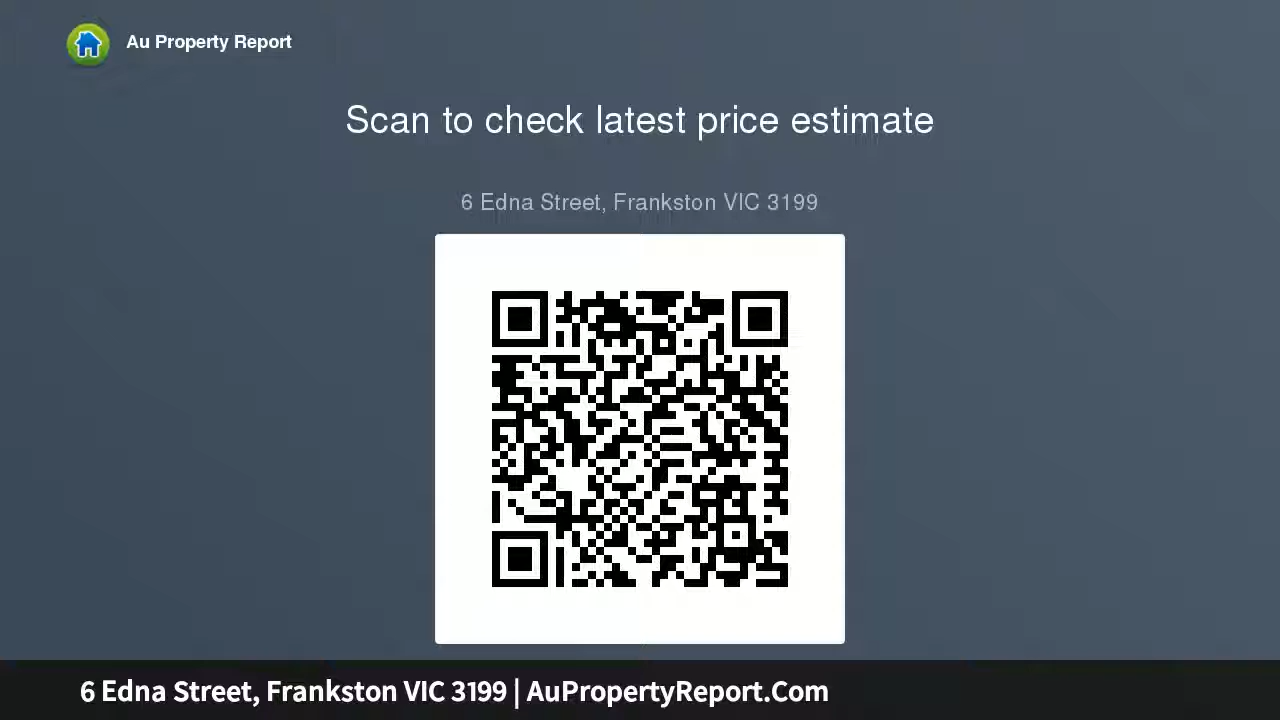 Au Property Report
Scan to check latest price estimate
6 Edna Street, Frankston VIC 3199
6 Edna Street, Frankston VIC 3199 | AuPropertyReport.Com